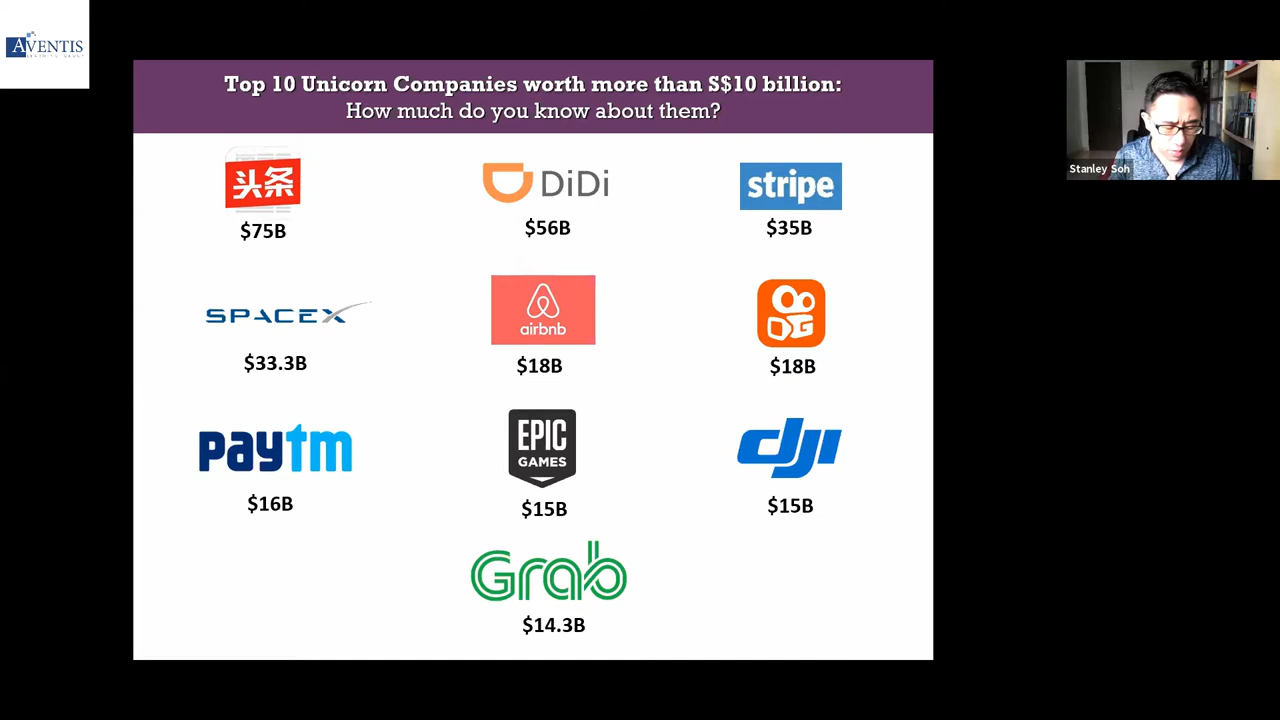 AVENTIS
LEARNING GROUP
Top 10 Unicorn Companies worth more than S$10 billion:
How much do you know about them?
Stanley Soh
头条
DiDi
stripe
$75B
$56B
$35B
SPACEX
airbnb
$33.3B
$18B
$18B
paytm
EPIC
GAMES
dji
$16B
$15B
$15B
Grab
$14.3B